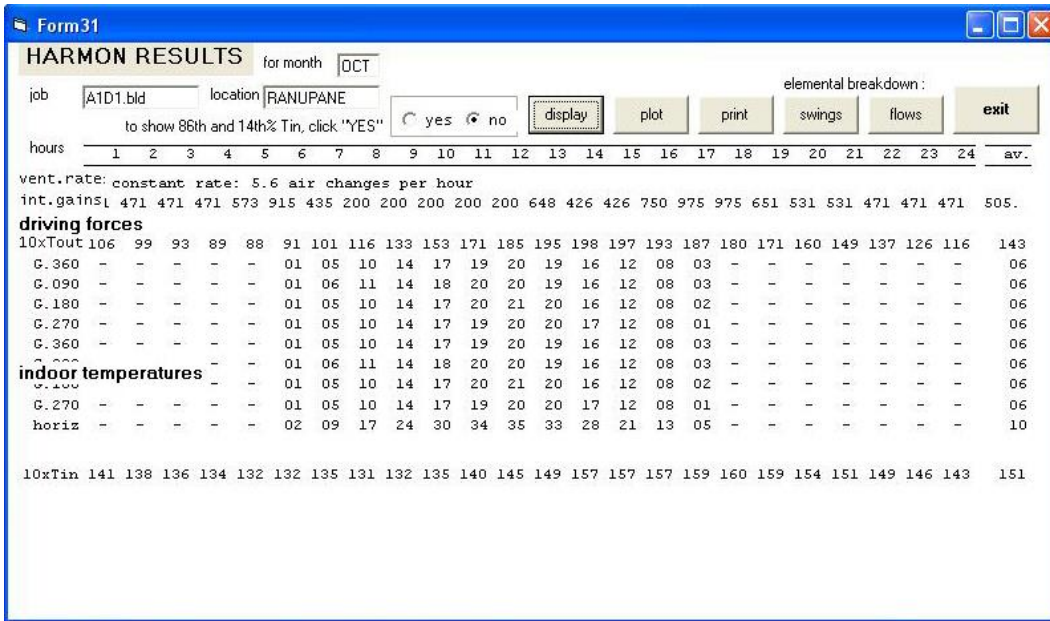 Form31
HARMON RESULTS for month OCT
elemental breakdown :
job A1D1.bld location RANUPANE yes no display plot print swings flows exit
to show 86th and 14th% Tin, click "YES"
hours 1 2 3 4 5 6 7 8 9 10 11 12 13 14 15 16 17 18 19 20 21 22 23 24 av.
vent.rate: constant rate: 5.6 air changes per hour
int.gains 471 471 471 573 915 435 200 200 200 200 200 648 426 426 750 975 975 651 531 531 471 471 471 505.
driving forces
10xTout 106 99 93 89 88 91 101 116 133 153 171 185 195 198 197 193 187 180 171 160 149 137 126 116 143
G.360 - - - - - 01 05 10 14 17 19 20 19 16 12 08 03 - - - - - - - 06
G.090 - - - - - 01 06 11 14 18 20 20 19 16 12 08 03 - - - - - - - 06
G.180 - - - - - 01 05 10 14 17 20 21 20 16 12 08 02 - - - - - - - 06
G.270 - - - - - 01 05 10 14 17 19 20 20 17 12 08 01 - - - - - - - 06
G.360 - - - - - 01 05 10 14 17 19 20 19 16 12 08 03 - - - - - - - 06
- - 01 06 11 14 18 20 20 19 16 12 08 03 - - - - - - - 06
indoor temperatures
- - 01 05 10 14 17 20 21 20 16 12 08 02 - - - - - - - 06
G.270 - - - - - 01 05 10 14 17 19 20 20 17 12 08 01 - - - - - - - 06
horiz - - - - - 02 09 17 24 30 34 35 33 28 21 13 05 - - - - - - - 10
10xTin 141 138 136 134 132 132 135 131 132 135 140 145 149 157 157 157 159 160 159 154 151 149 146 143 151